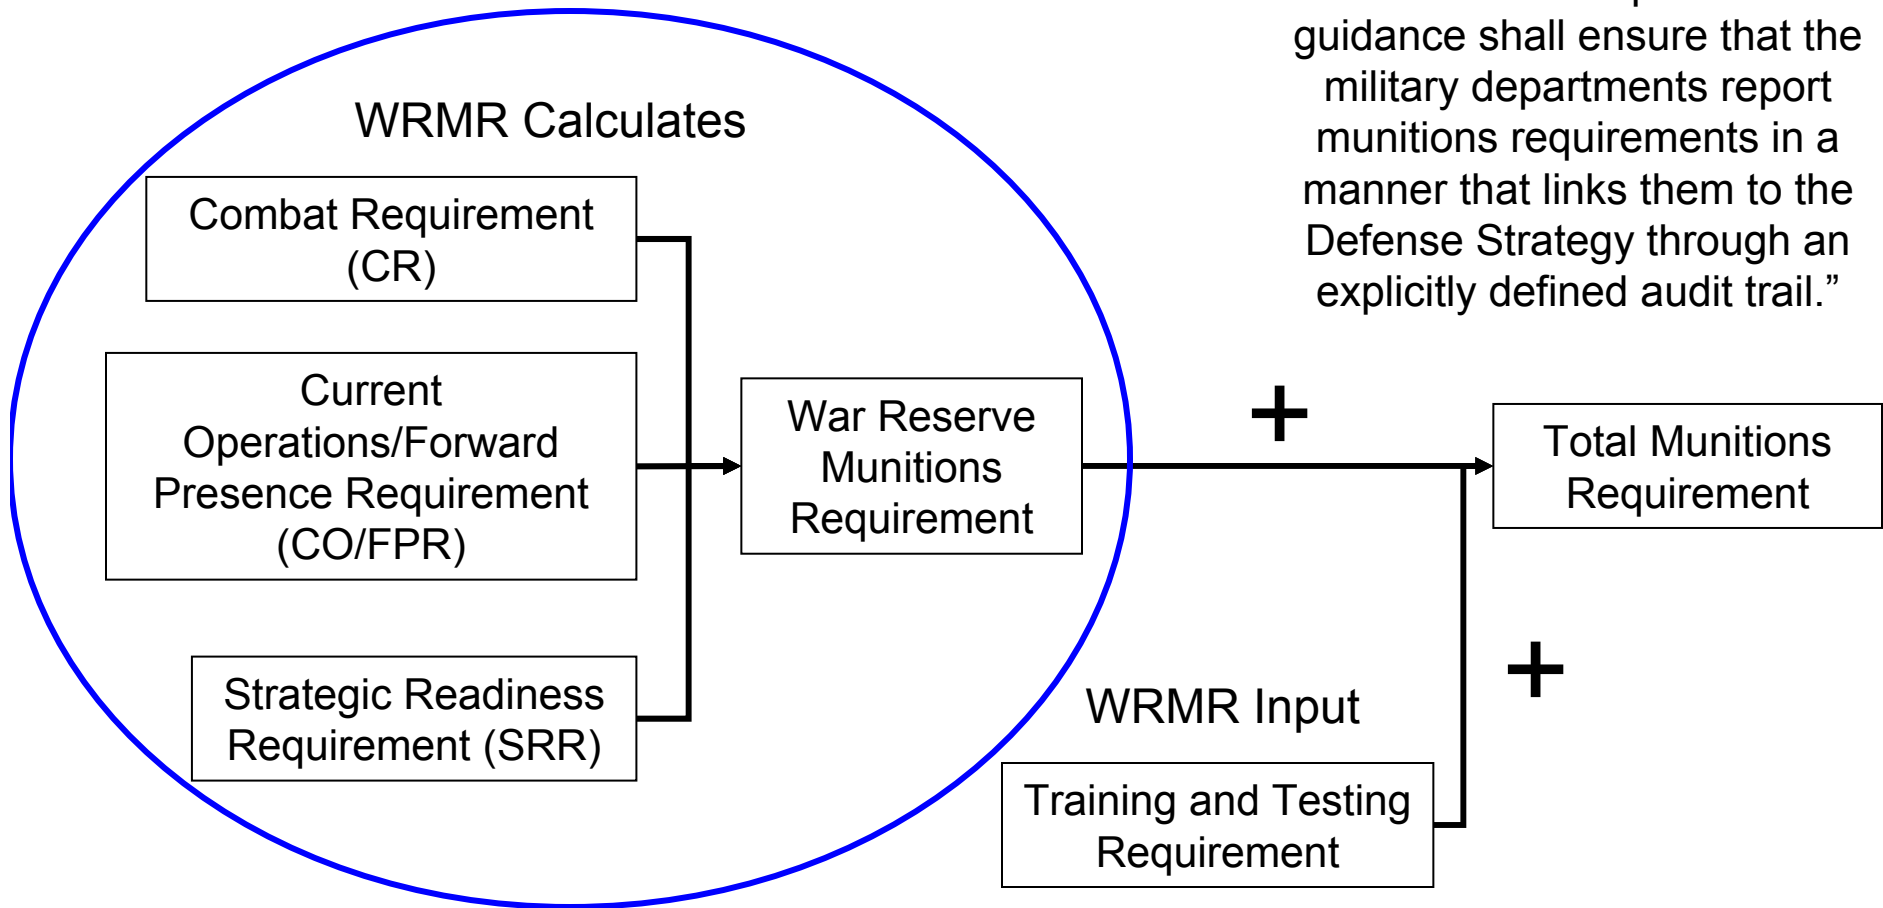 guidance shall ensure that the
military departments report
munitions requirements in a
manner that links them to the
Defense Strategy through an
explicitly defined audit trail.”
WRMR Calculates
Combat Requirement
(CR)
Current
Operations/Forward
Presence Requirement
(CO/FPR)
Strategic Readiness
Requirement (SRR)
War Reserve
Munitions
Requirement
+
Total Munitions
Requirement
+
WRMR Input
Training and Testing
Requirement